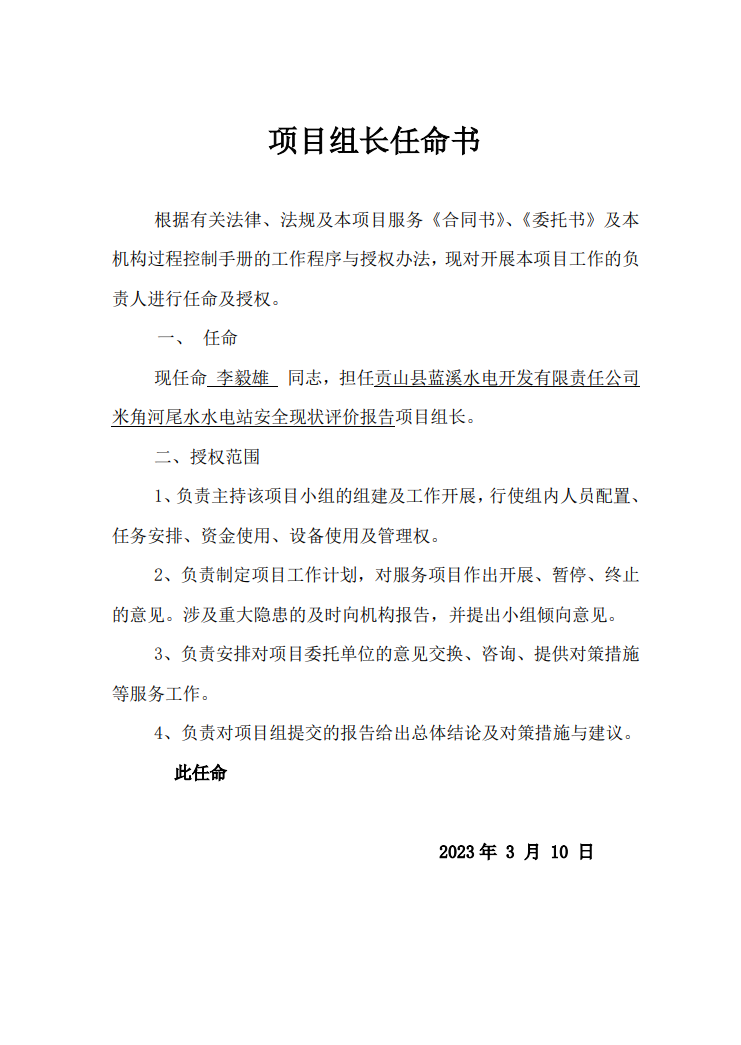 项目组长任命书
根据有关法律、法规及本项目服务《合同书》、《委托书》及本
机构过程控制手册的工作程序与授权办法，现对开展本项目工作的负
责人进行任命及授权。
一、 任命
现任命 李毅雄 同志，担任贡山县蓝溪水电开发有限责任公司
米角河尾水水电站安全现状评价报告项目组长。
二、授权范围
1、负责主持该项目小组的组建及工作开展，行使组内人员配置、
任务安排、资金使用、设备使用及管理权。
2、负责制定项目工作计划，对服务项目作出开展、暂停、终止
的意见。涉及重大隐患的及时向机构报告，并提出小组倾向意见。
3、负责安排对项目委托单位的意见交换、咨询、提供对策措施
等服务工作。
4、负责对项目组提交的报告给出总体结论及对策措施与建议。
此任命
2023年 3 月 10 日